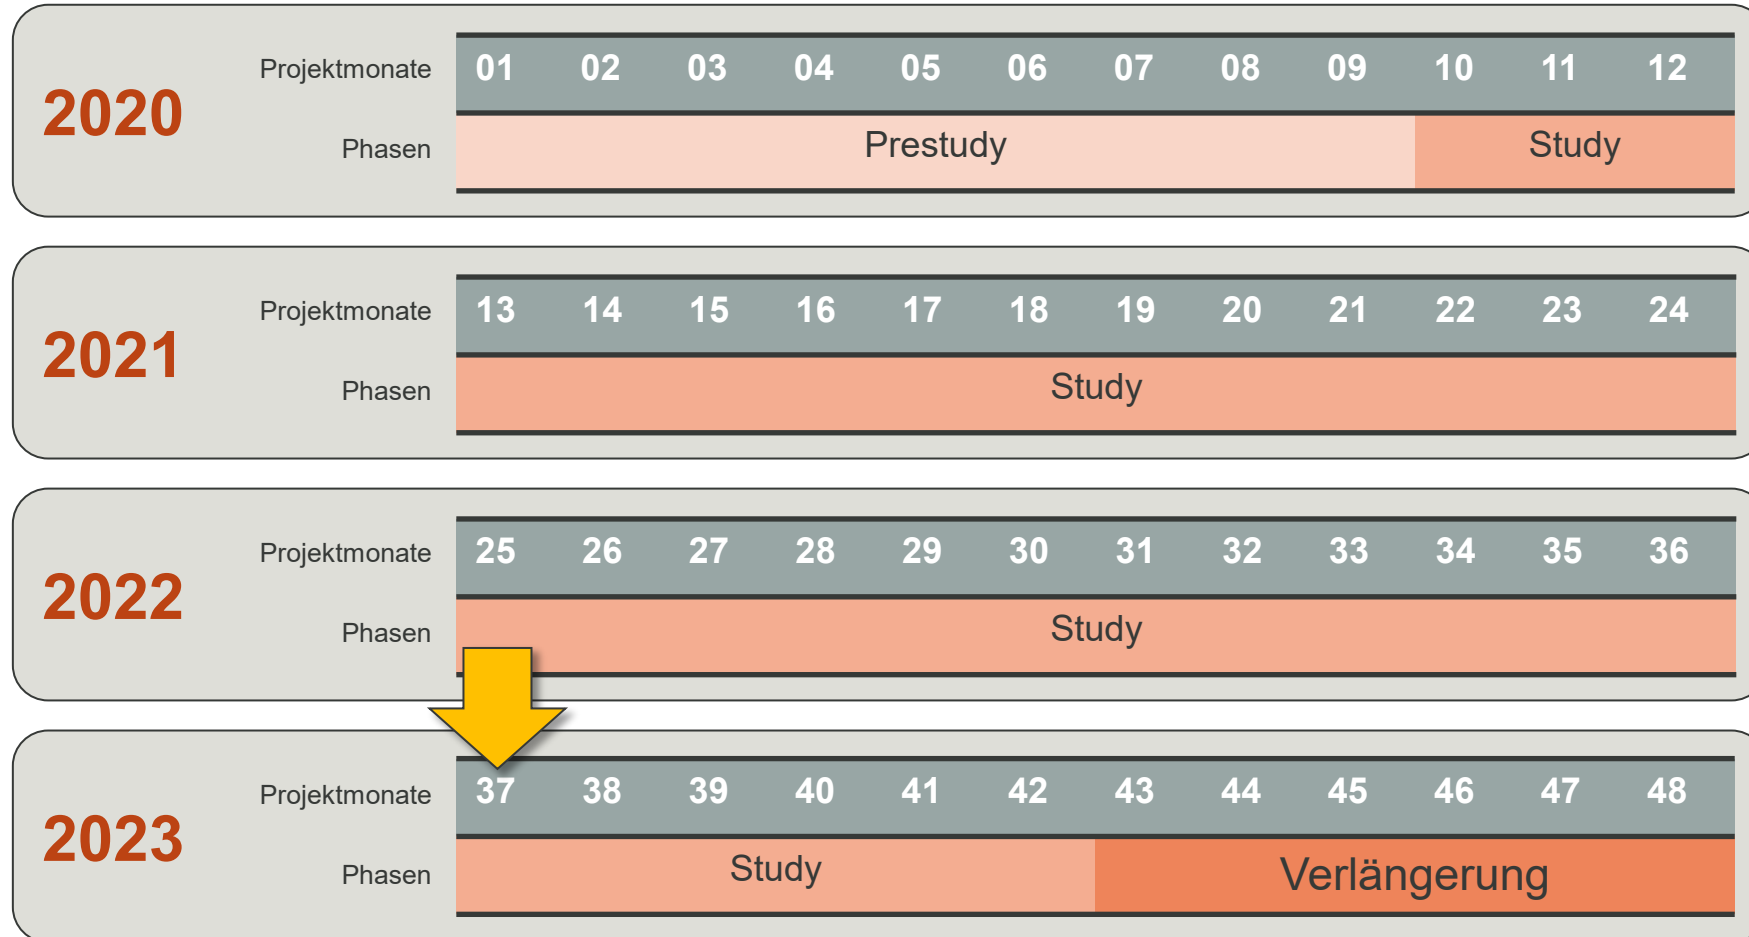 2020
Projektmonate 01 02 03 04 05 06 07 08 09 10 11 12
Phasen Prestudy Study
2021
Projektmonate 13 14 15 16 17 18 19 20 21 22 23 24
Phasen Study
2022
Projektmonate 25 26 27 28 29 30 31 32 33 34 35 36
Phasen Study
2023
Projektmonate 37 38 39 40 41 42 43 44 45 46 47 48
Phasen Study Verlängerung